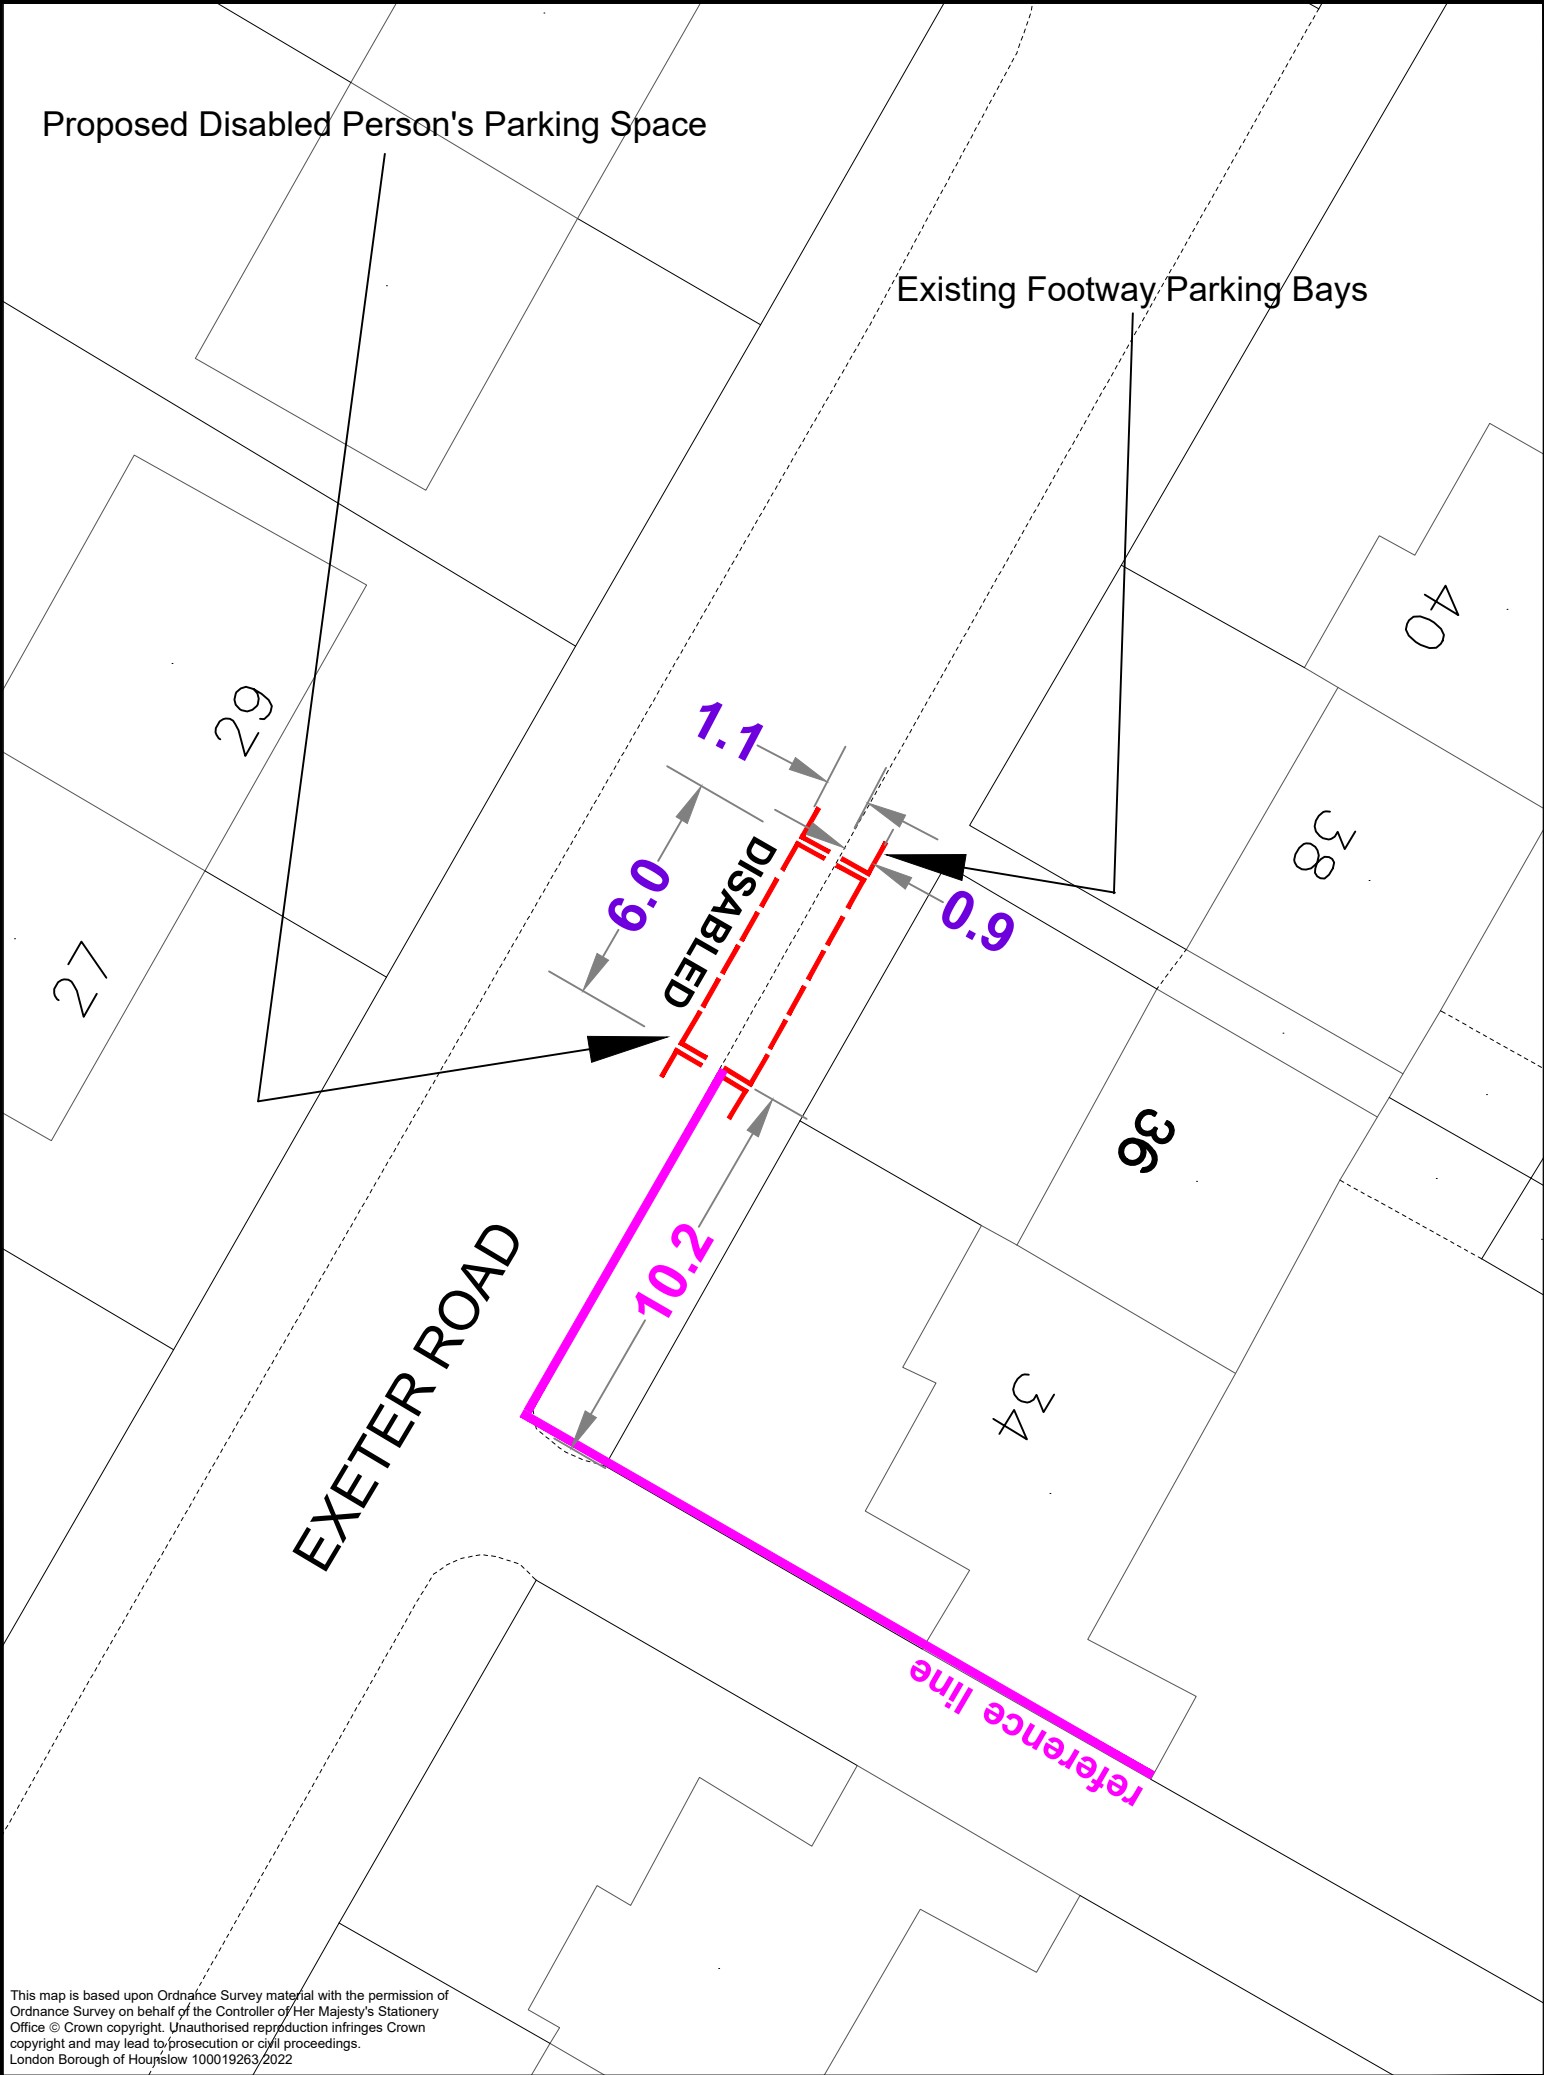 Proposed Disabled Person's Parking Space
Existing Footway Parking Bays
40
29
1.1
38
6.0
DISABLED
0.9
27
36
10.2
EXETER ROAD
34
reference line
This map is based upon Ordnance Survey material with the permission of
Ordnance Survey on behalf of the Controller of Her Majesty's Stationery
Office © Crown copyright. Unauthorised reproduction infringes Crown
copyright and may lead to prosecution or civil proceedings.
London Borough of Hounslow 100019263 2022